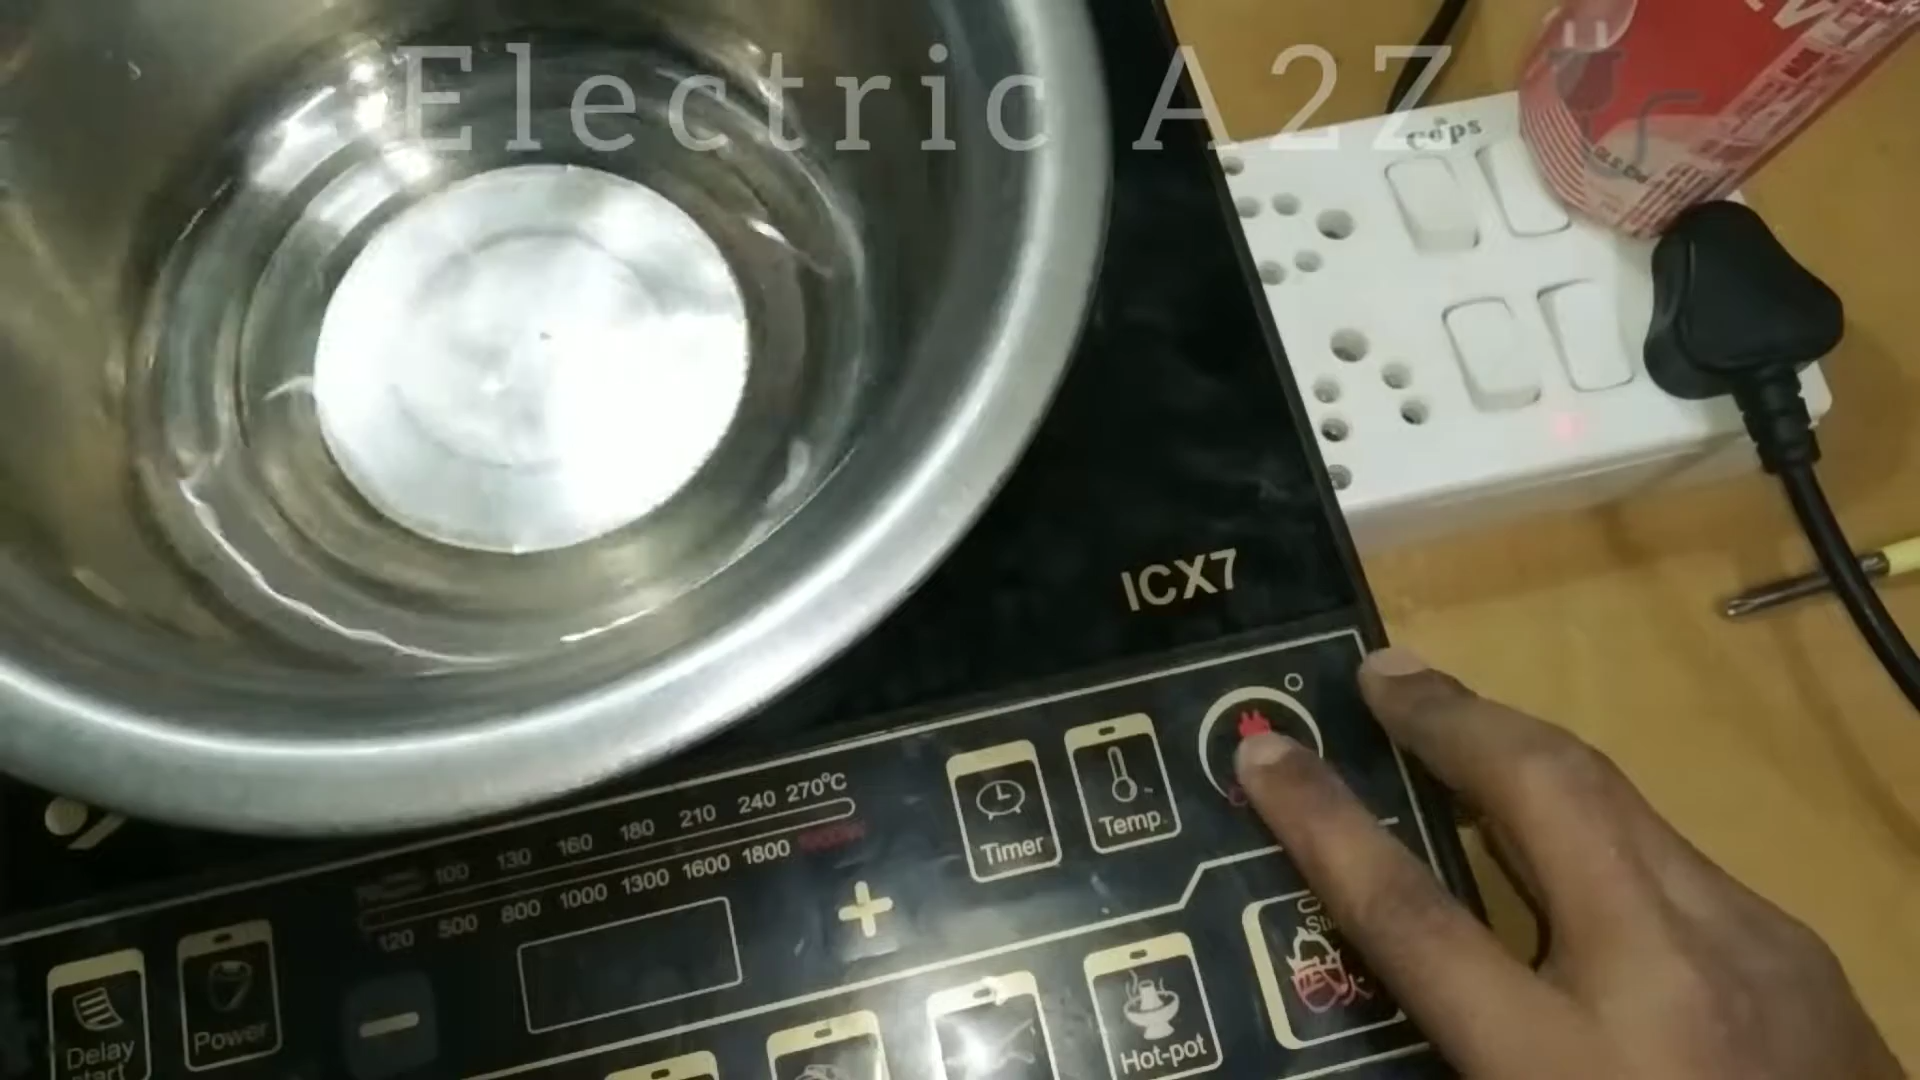 Electric A2Z
ICX7
Timer
Temp.
100 130 160 180 210 240 270°C
120 500 800 1000 1300 1600 1800
Delay
start
Power
Hot-pot